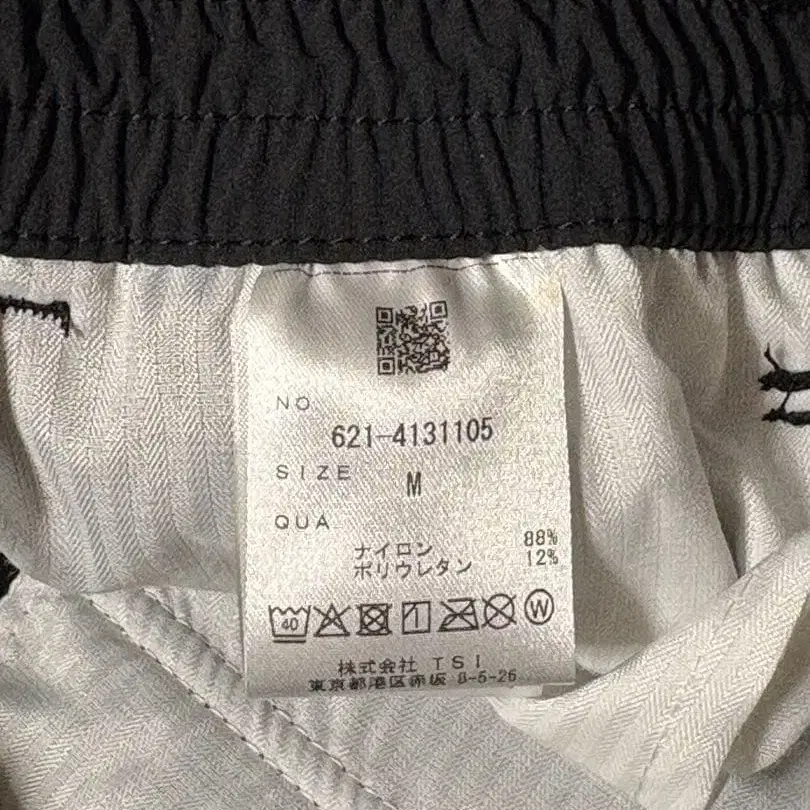 NO
621-4131105
SIZE
M
QUA
ナイロン 88%
ポリウレタン 12%
40
W
株式会社 TSI
東京都港区赤坂 8-5-26